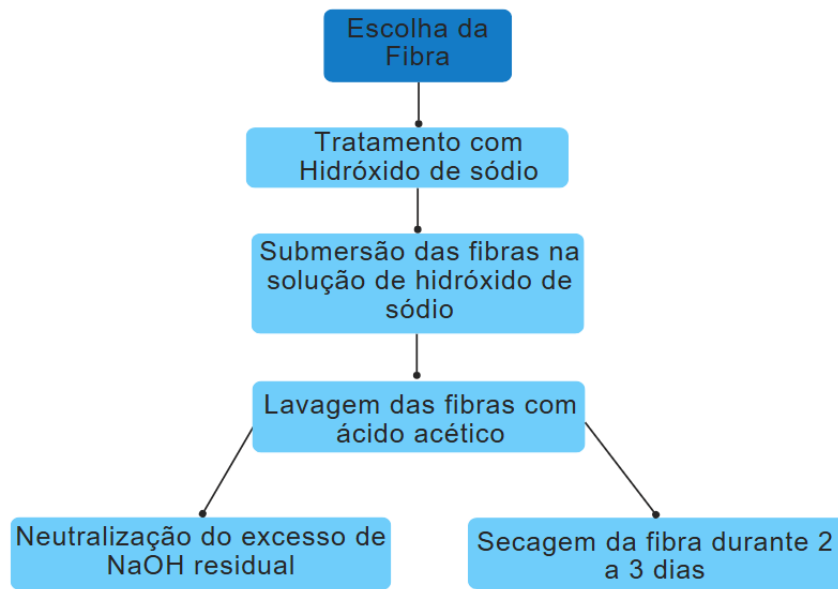 Escolha da
Fibra
Tratamento com
Hidróxido de sódio
Submersão das fibras na
solução de hidróxido de
sódio
Lavagem das fibras com
ácido acético
Neutralização do excesso de
NaOH residual
Secagem da fibra durante 2
a 3 dias